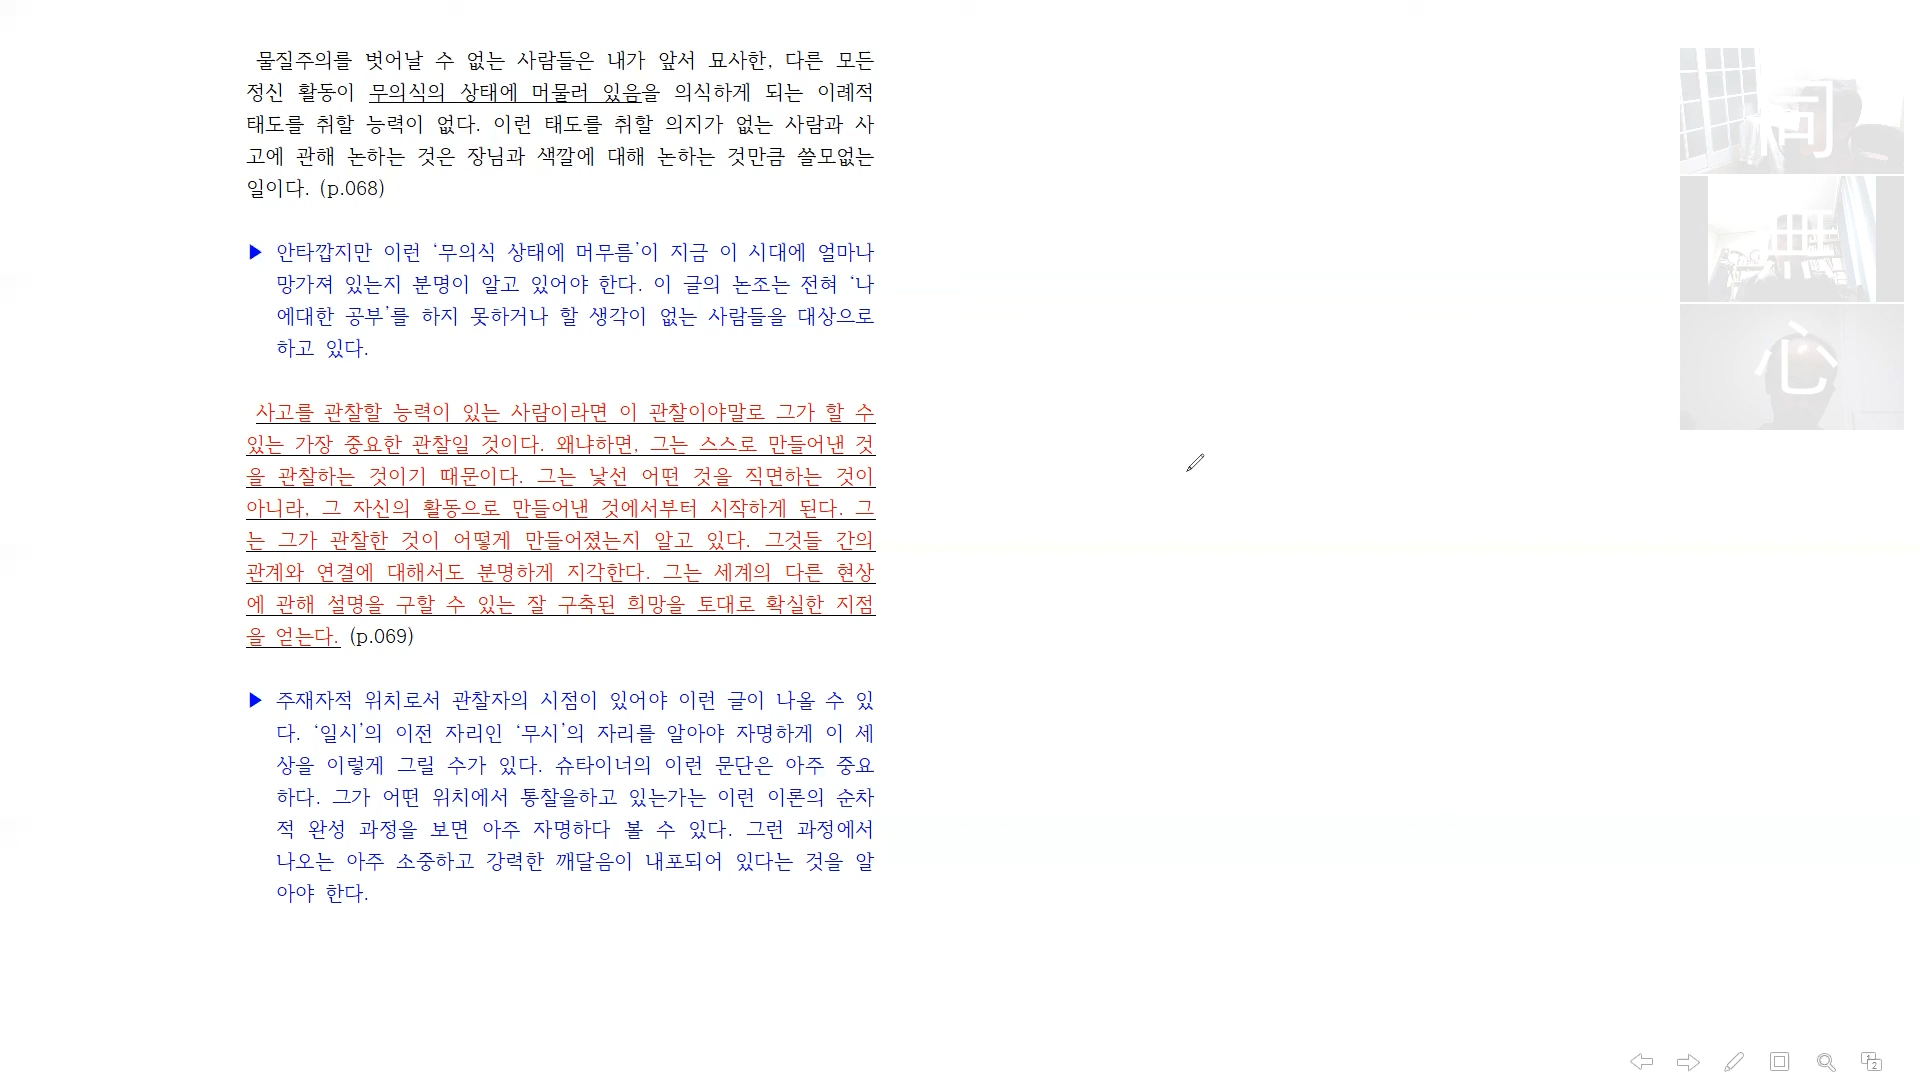 물질주의를 벗어날 수 없는 사람들은 내가 앞서 묘사한, 다른 모든
정신 활동이 무의식의 상태에 머물러 있음을 의식하게 되는 이례적
태도를 취할 능력이 없다. 이런 태도를 취할 의지가 없는 사람과 사
고에 관해 논하는 것은 장님과 색깔에 대해 논하는 것만큼 쓸모없는
일이다. (p.068)
▶ 안타깝지만 이런 ‘무의식 상태에 머무름’이 지금 이 시대에 얼마나
망가져 있는지 분명이 알고 있어야 한다. 이 글의 논조는 전혀 ‘나
에대한 공부’를 하지 못하거나 할 생각이 없는 사람들을 대상으로
하고 있다.
사고를 관찰할 능력이 있는 사람이라면 이 관찰이야말로 그가 할 수
있는 가장 중요한 관찰일 것이다. 왜냐하면, 그는 스스로 만들어낸 것
을 관찰하는 것이기 때문이다. 그는 낯선 어떤 것을 직면하는 것이
아니라, 그 자신의 활동으로 만들어낸 것에서부터 시작하게 된다. 그
는 그가 관찰한 것이 어떻게 만들어졌는지 알고 있다. 그것들 간의
관계와 연결에 대해서도 분명하게 지각한다. 그는 세계의 다른 현상
에 관해 설명을 구할 수 있는 잘 구축된 희망을 토대로 확실한 지점
을 얻는다. (p.069)
▶ 주재자적 위치로서 관찰자의 시점이 있어야 이런 글이 나올 수 있
다. ‘일시’의 이전 자리인 ‘무시’의 자리를 알아야 자명하게 이 세
상을 이렇게 그릴 수가 있다. 슈타이너의 이런 문단은 아주 중요
하다. 그가 어떤 위치에서 통찰을하고 있는가는 이런 이론의 순차
적 완성 과정을 보면 아주 자명하다 볼 수 있다. 그런 과정에서
나오는 아주 소중하고 강력한 깨달음이 내포되어 있다는 것을 알
아야 한다.
心